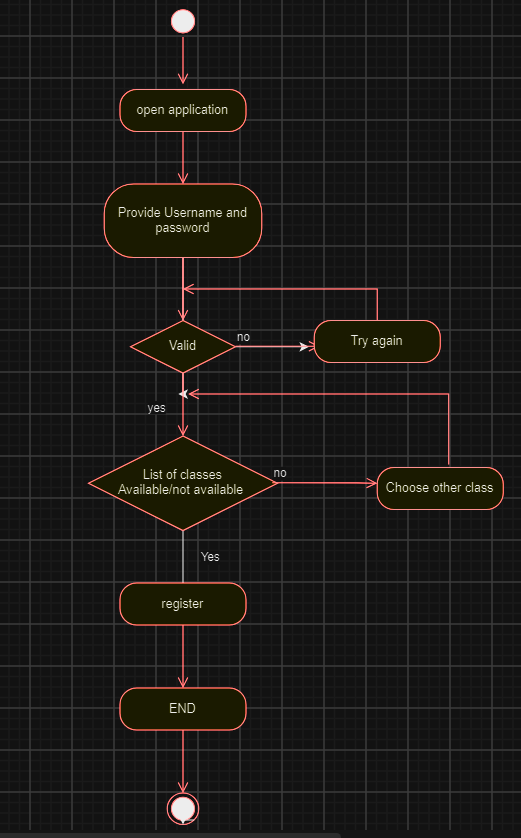 open application
Provide Username and
password
no
Valid
Try again
yes
no
List of classes
Available/not available
Choose other class
Yes
register
END